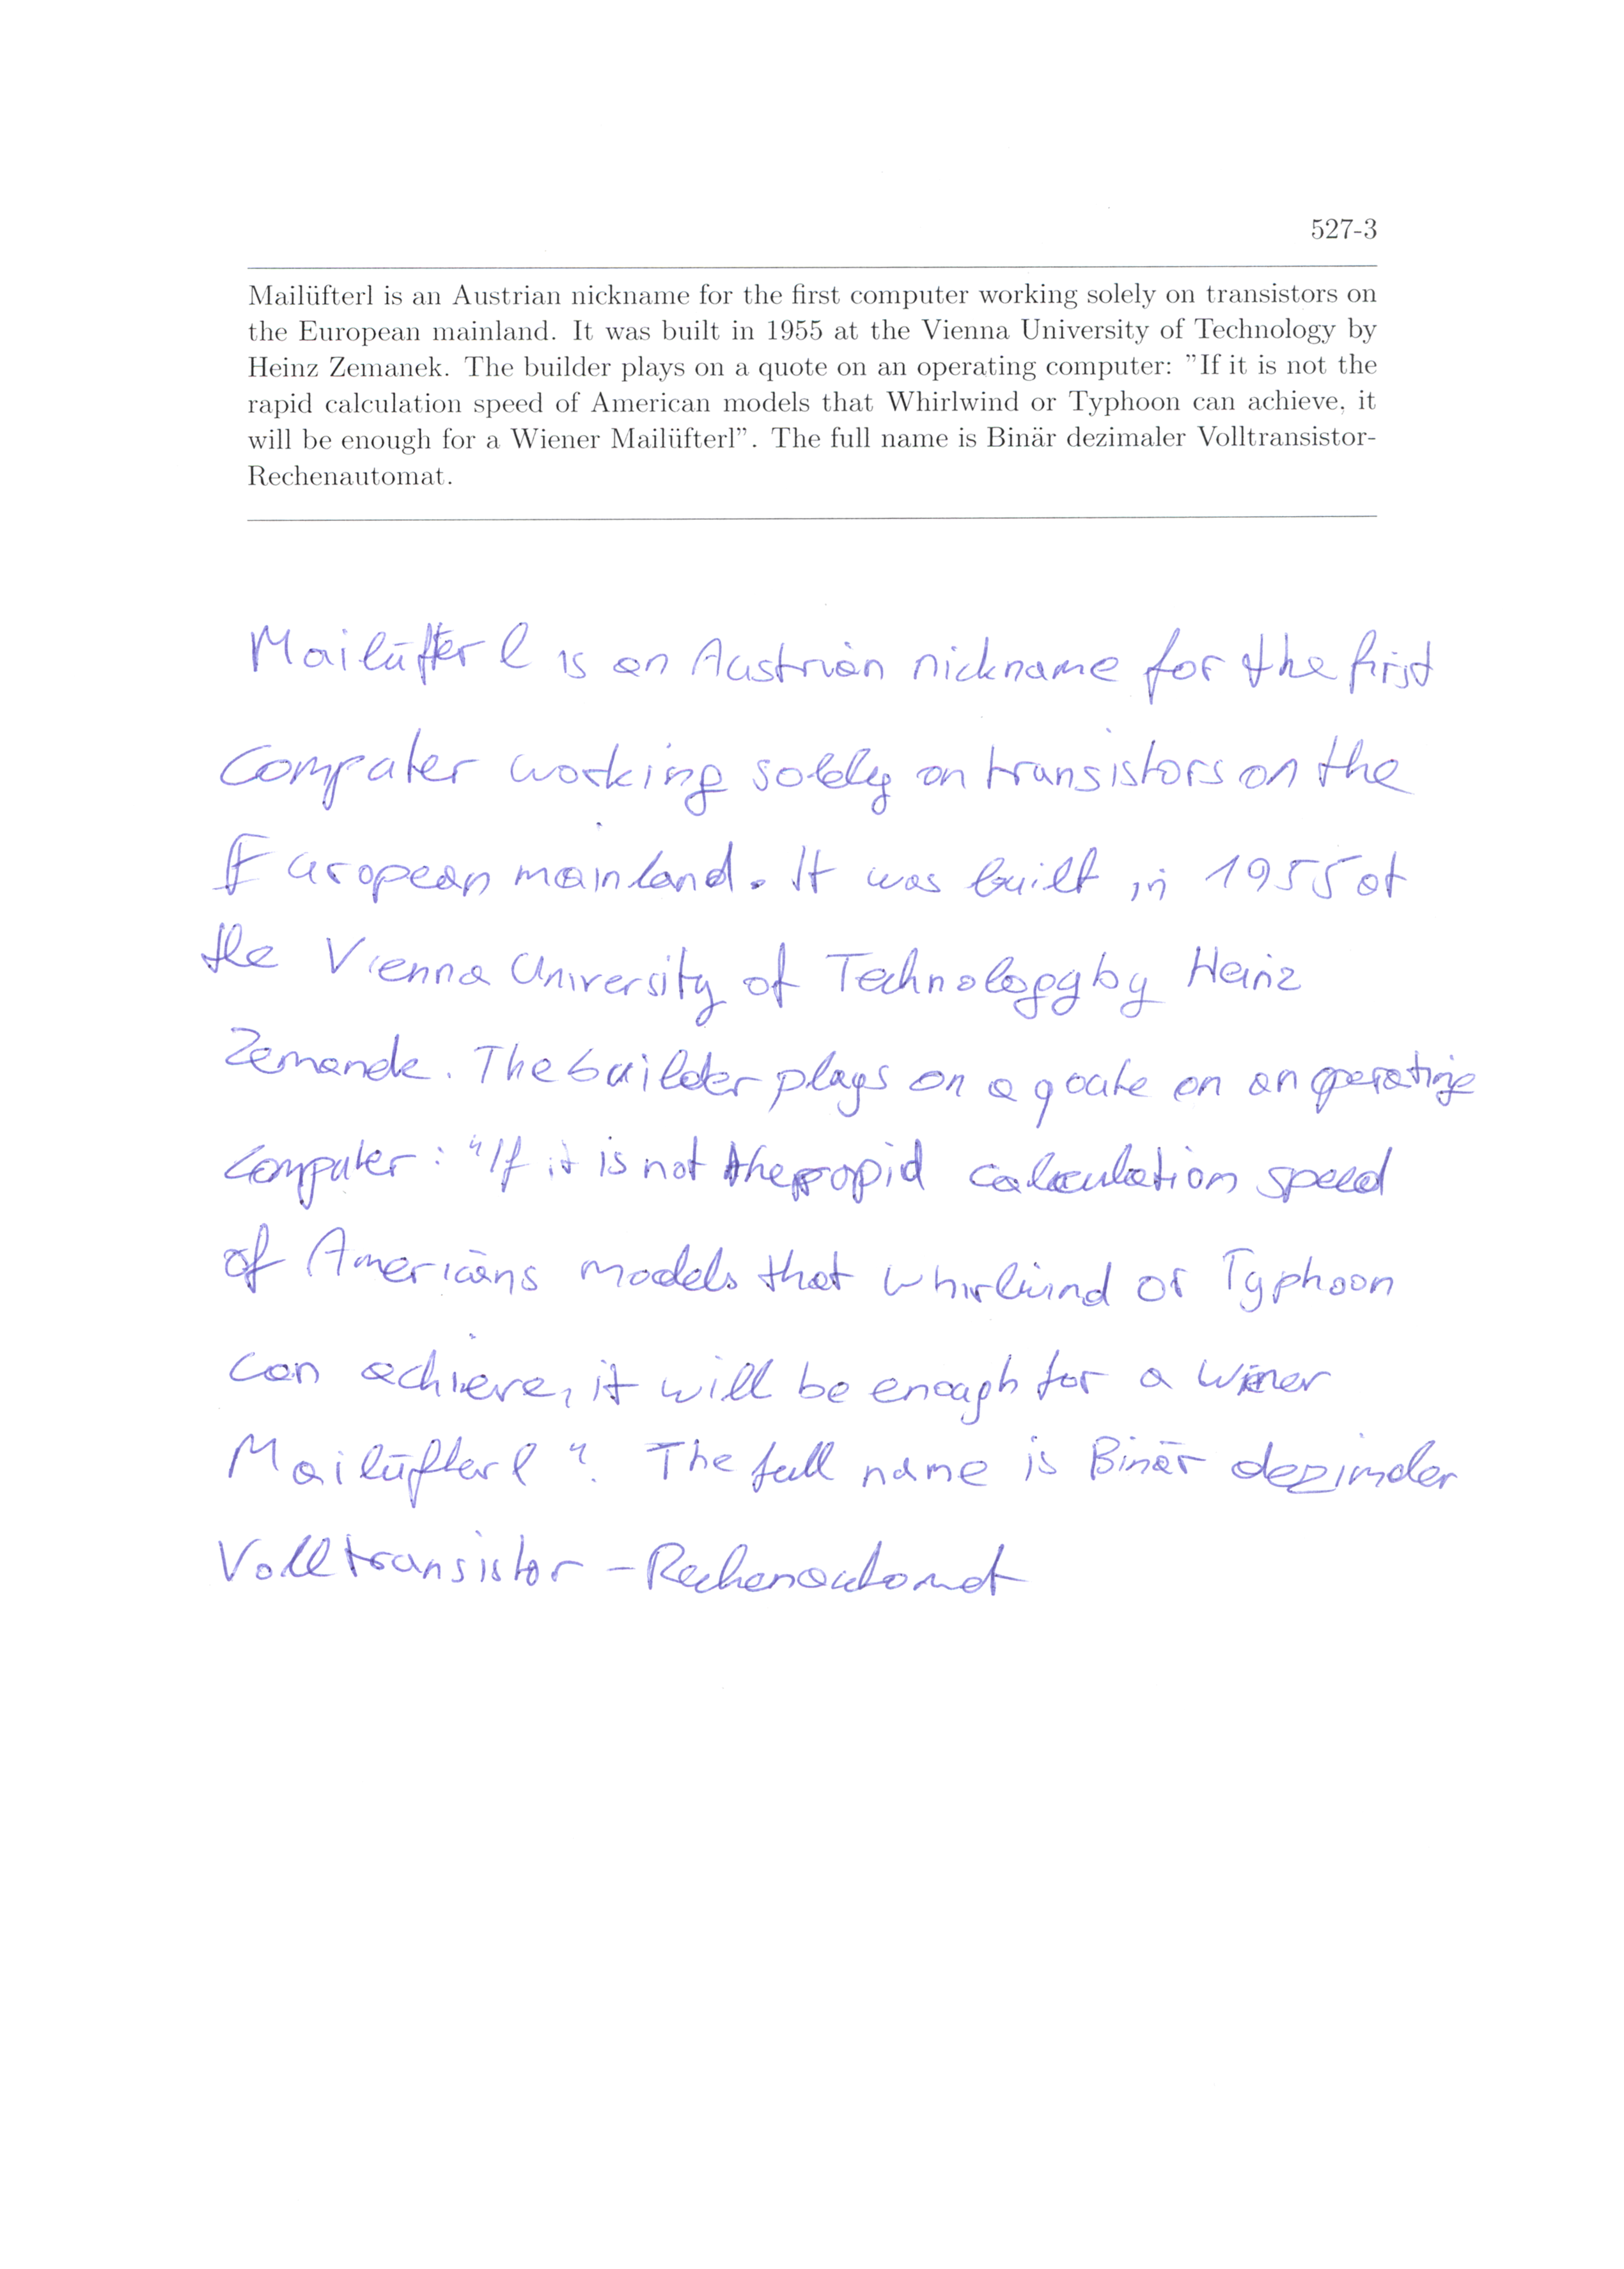 527-3
Mailüfterl is an Austrian nickname for the first computer working solely on transistors on
the European mainland. It was built in 1955 at the Vienna University of Technology by
Heinz Zemanek. The builder plays on a quote on an operating computer: "If it is not the
rapid calculation speed of American models that Whirlwind or Typhoon can achieve, it
will be enough for a Wiener Mailüfterl". The full name is Binär dezimaler Volltransistor-
Rechenautomat.
Mailüfterl is an Austrian nickname for the first
Computer working solely on transistors on the
European mainland. It was built in 1955 at
the Vienna University of Technology by Heinz
Zemanek. The builder plays on a qoute on an operating
Computer: "If it is not the rapid calculation speed
of Americans models that Whirlwind or Typhoon
can achieve, it will be enough for a Wiener
Mailüfterl". The full name is Binär dezimaler
Volltransistor - Rechenautomat